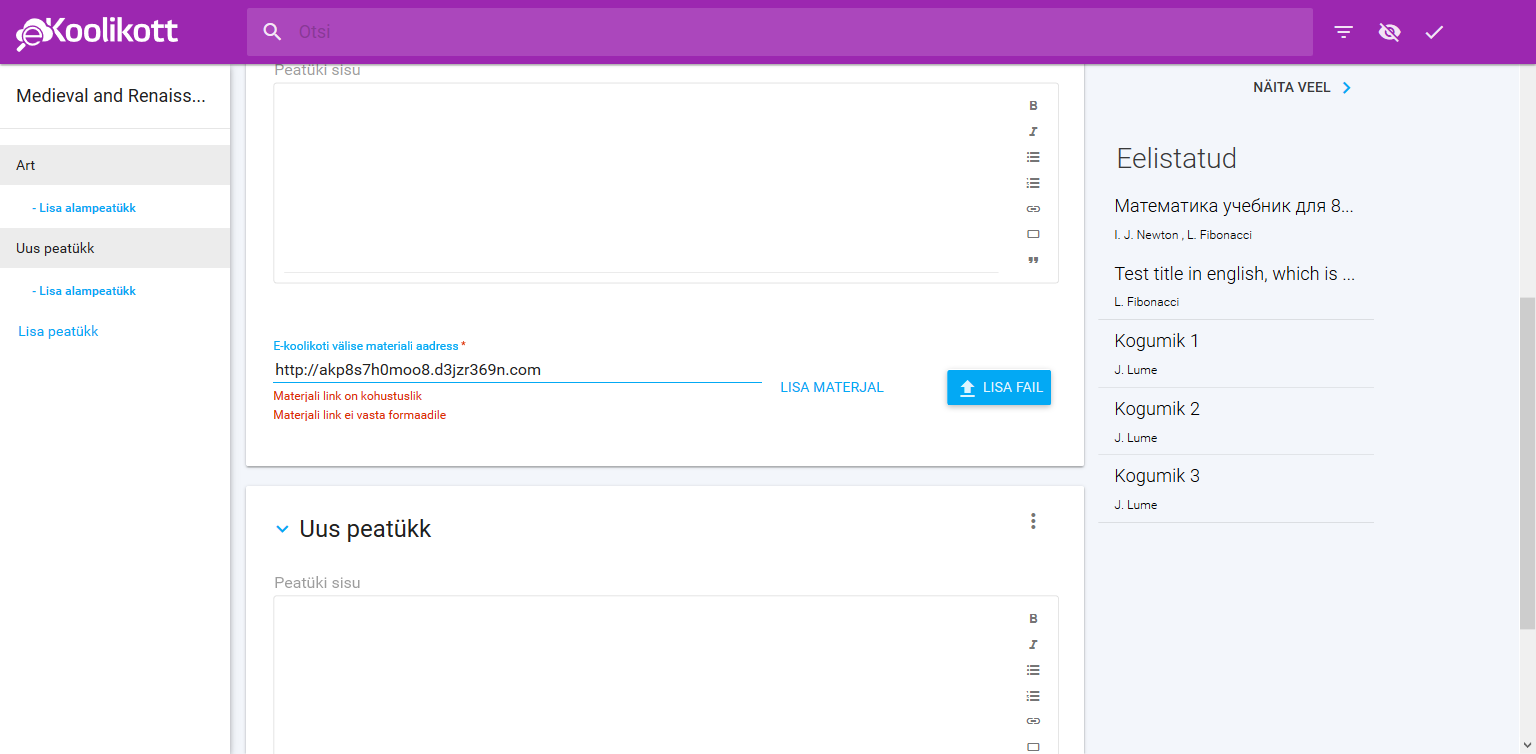 eKoolikott
Otsi
Medieval and Renaiss...
Art
- Lisa alampeatükk
Uus peatükk
- Lisa alampeatükk
Lisa peatükk
Peatüki sisu
B
I
E-koolikoti välise materiali aadress *
http://akp8s7h0moo8.d3jzr369n.com
Materjali link on kohustuslik
Materjali link ei vasta formaadile
LISA MATERJAL
LISA FAIL
Uus peatükk
Peatüki sisu
B
I
NÄITA VEEL
Eelistatud
Математика учебник для 8...
I. J. Newton , L. Fibonacci
Test title in english, which is ...
L. Fibonacci
Kogumik 1
J. Lume
Kogumik 2
J. Lume
Kogumik 3
J. Lume